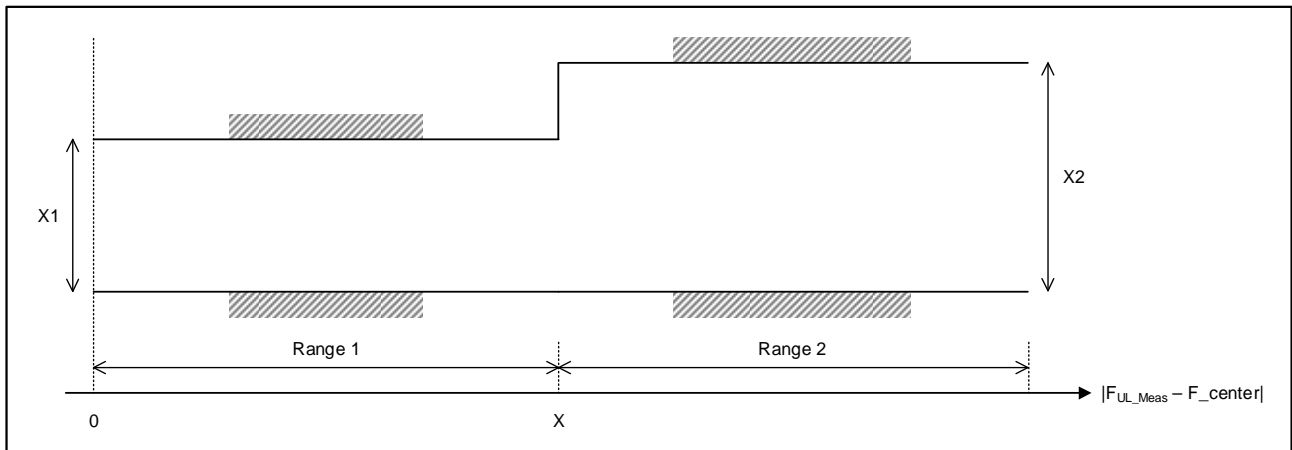 X1
X2
Range 1
Range 2
|FUL_Meas – F_center|
0
X